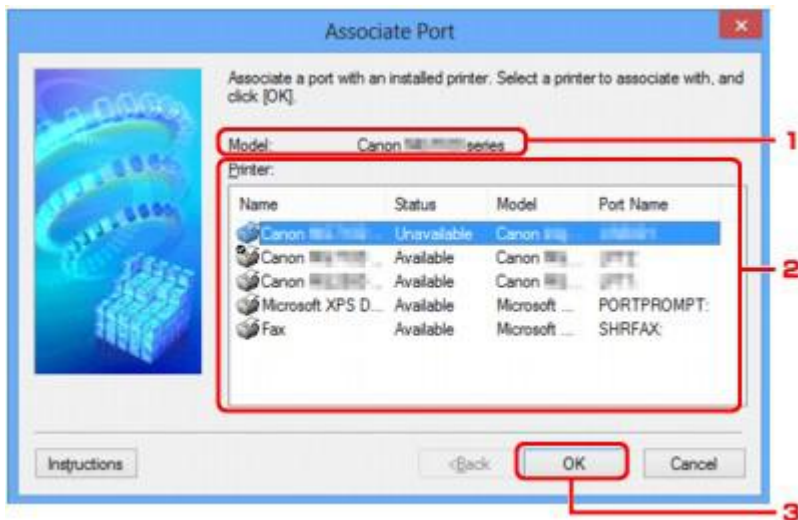 Associate Port
Associate a port with an installed printer. Select a printer to associate with, and
click [OK].
Model: Canon series 1
Printer:
Name Status Model Port Name
Canon Unavailable Canon
Canon ... Available Canon ...
Canon ... Available Canon ... 2
Microsoft XPS D... Available Microsoft ... PORTPROMPT:
Fax Available Microsoft ... SHRFAX:
Instructions <Back OK Cancel
3